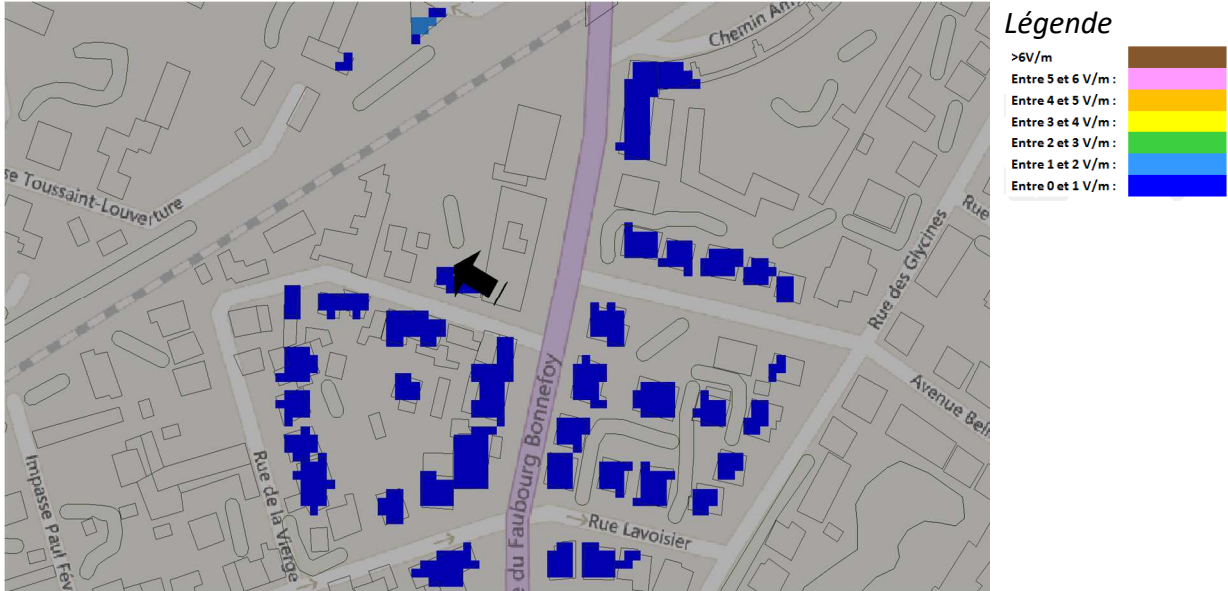 Légende
>6V/m
Entre 5 et 6 V/m :
Entre 4 et 5 V/m :
Entre 3 et 4 V/m :
Entre 2 et 3 V/m :
Entre 1 et 2 V/m :
Entre 0 et 1 V/m :
Chemin
se Toussaint-Louverture
Rue des Glycines
Rue
Avenue
du Faubourg Bonnefoy
Rue de la Vierge
Impasse Paul
Rue Lavoisier